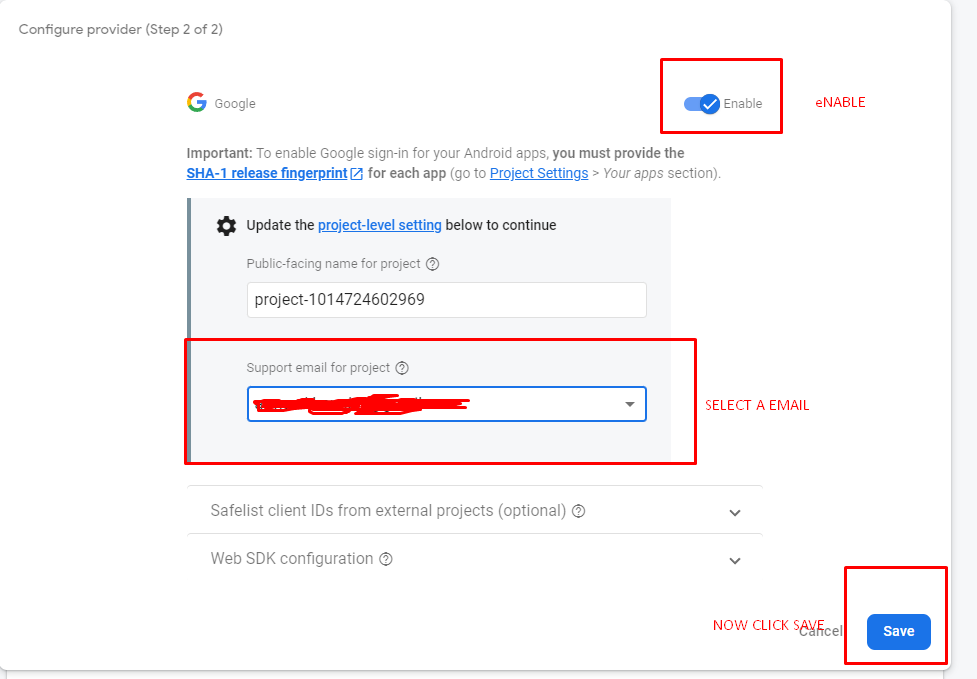 Configure provider (Step 2 of 2)
Google
Enable
eNABLE
Important: To enable Google sign-in for your Android apps, you must provide the
SHA-1 release fingerprint for each app (go to Project Settings > Your apps section).
Update the project-level setting below to continue
Public-facing name for project
project-1014724602969
Support email for project
SELECT A EMAIL
Safelist client IDs from external projects (optional)
Web SDK configuration
NOW CLICK SAVE
Cancel
Save